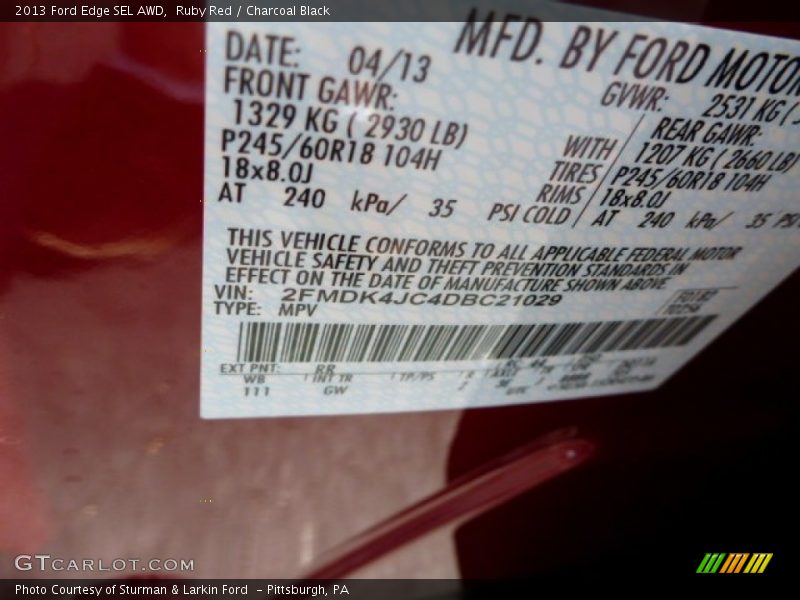 2013 Ford Edge SEL AWD,  Ruby Red / Charcoal Black
MFD. BY FORD MOTOR
DATE: 04/13
GVWR: 2531 KG
FRONT GAWR:
1329 KG ( 2930 LB)
P245/60R18 104H
18x8.0J
AT 240 kPa/ 35 PSI COLD
WITH
TIRES
RIMS
REAR GAWR:
1207 KG ( 2660 LB)
P245/60R18 104H
18x8.0J
AT 240 kPa/ 35 PSI
THIS VEHICLE CONFORMS TO ALL APPLICABLE FEDERAL MOTOR
VEHICLE SAFETY AND THEFT PREVENTION STANDARDS IN
EFFECT ON THE DATE OF MANUFACTURE SHOWN ABOVE
VIN: 2FMDK4JC4DBC21029
TYPE: MPV
EXT PNT: RR
WB INT TR TP/PS R
111 GW
GTCARLOT.COM
Photo Courtesy of Sturman & Larkin Ford  - Pittsburgh, PA